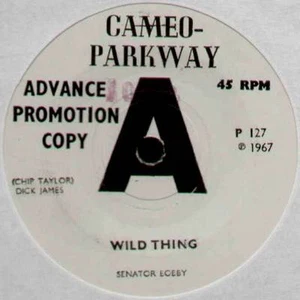 CAMEO-
PARKWAY
ADVANCE
PROMOTION
COPY
A
45 RPM
P 127
℗ 1967
(CHIP TAYLOR)
DICK JAMES
WILD THING
SENATOR BOBBY